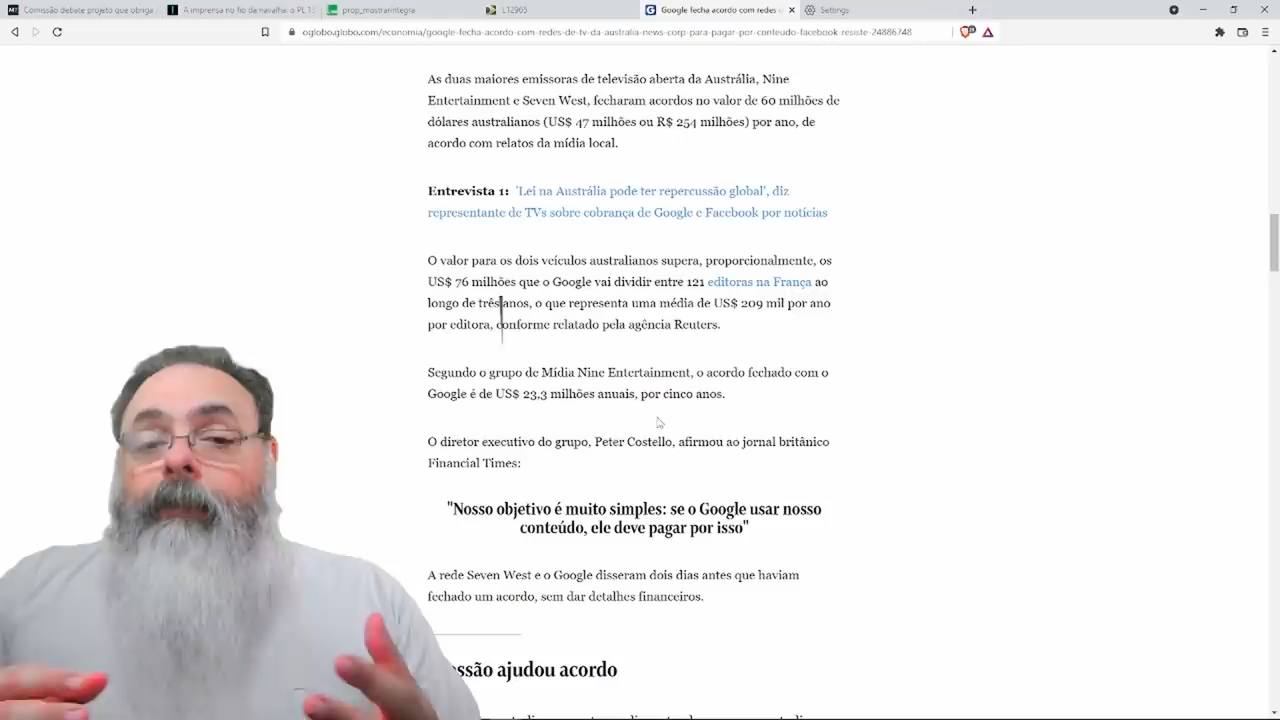 Comissão debate projeto que obriga
A imprensa no fio da navalha: o PL 15
prop_mostrarintegra
L12965
Google fecha acordo com redes d
Settings
oglobo.globo.com/economia/google-fecha-acordo-com-redes-de-tv-da-australia-news-corp-para-pagar-por-conteudo-facebook-resiste-24886748
As duas maiores emissoras de televisão aberta da Austrália, Nine
Entertainment e Seven West, fecharam acordos no valor de 60 milhões de
dólares australianos (US$ 47 milhões ou R$ 254 milhões) por ano, de
acordo com relatos da mídia local.
Entrevista 1: 'Lei na Austrália pode ter repercussão global', diz
representante de TVs sobre cobrança de Google e Facebook por notícias
O valor para os dois veículos australianos supera, proporcionalmente, os
US$ 76 milhões que o Google vai dividir entre 121 editoras na França ao
longo de três anos, o que representa uma média de US$ 209 mil por ano
por editora, conforme relatado pela agência Reuters.
Segundo o grupo de Mídia Nine Entertainment, o acordo fechado com o
Google é de US$ 23,3 milhões anuais, por cinco anos.
O diretor executivo do grupo, Peter Costello, afirmou ao jornal britânico
Financial Times:
"Nosso objetivo é muito simples: se o Google usar nosso
conteúdo, ele deve pagar por isso"
A rede Seven West e o Google disseram dois dias antes que haviam
fechado um acordo, sem dar detalhes financeiros.
ssão ajudou acordo